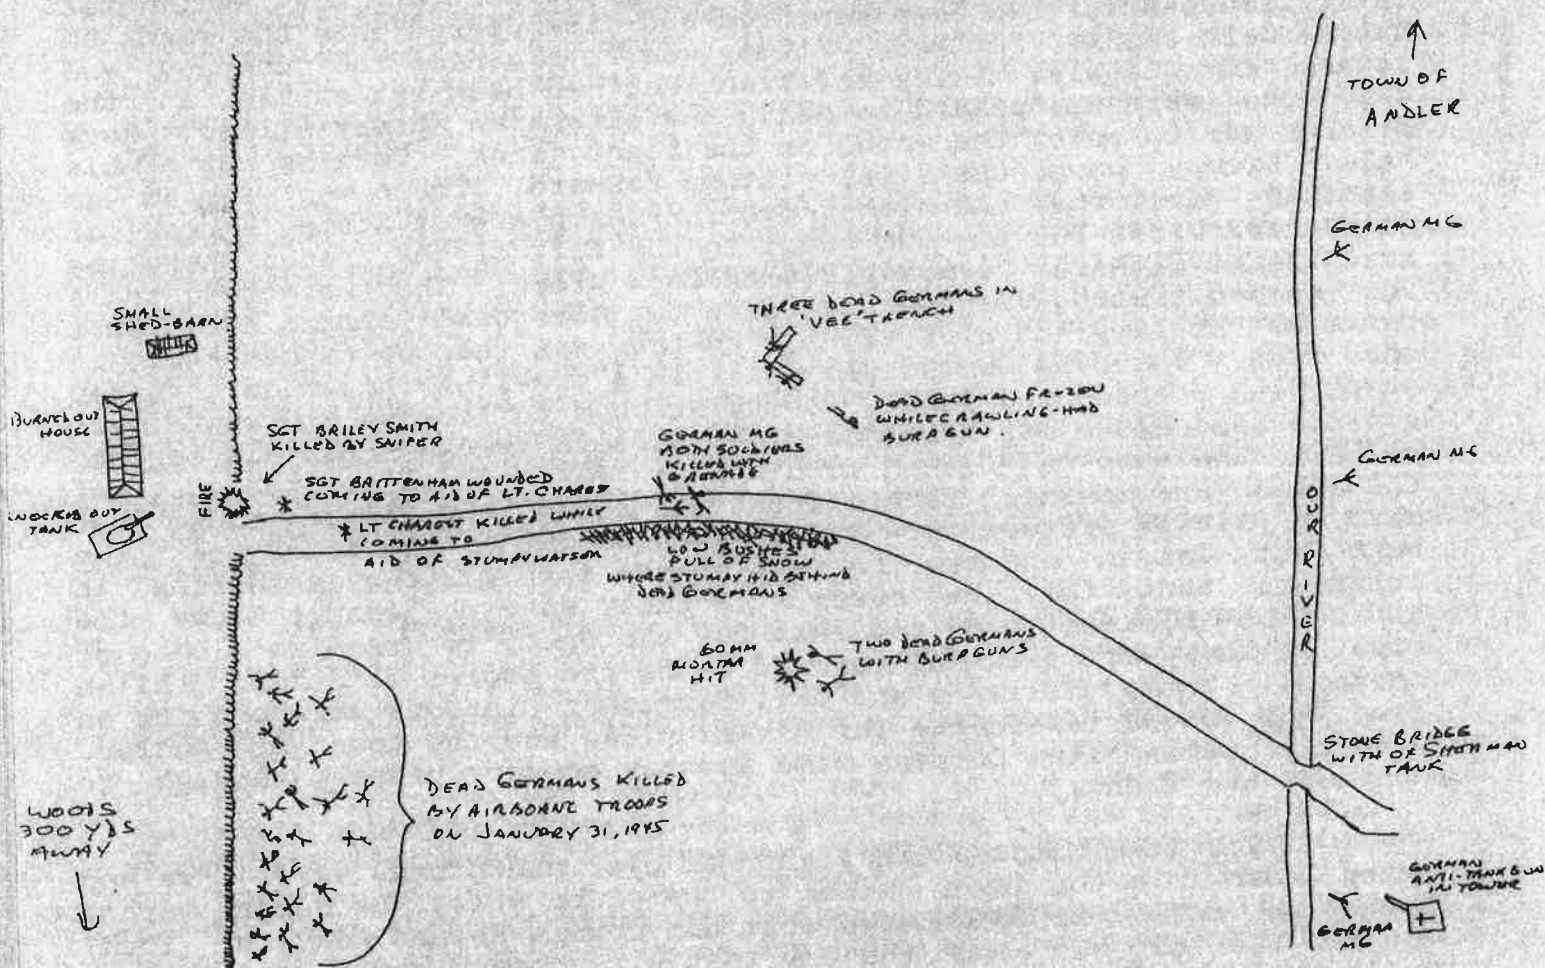 TOWN OF
ANDLER
GERMAN MG
SMALL
SHED-BARN
THREE DEAD GERMANS IN
'VEE' TRENCH
BURNED OUT
HOUSE
DEAD GERMAN FROZEN
WHILE CRAWLING-HAD
BURP GUN.
SGT BRILEY SMITH
KILLED BY SNIPER
GERMAN MG
BOTH SOLDIERS
KILLED WITH
GRENADE
GERMAN MG
FIRE
SGT BRITTENHAM WOUNDED
COMING TO AID OF LT. CHAREST
KNOCKED OUT
TANK
LT CHAREST KILLED WHILE
COMING TO
AID OF STUMPY WATSON
LOW BUSHES
FULL OF SNOW
WHERE STUMPY HID BEHIND
DEAD GERMANS
OUR RIVER
60MM
MORTAR
HIT
TWO DEAD GERMANS
WITH BURP GUNS
STONE BRIDGE
WITH SHERMAN
TANK
DEAD GERMANS KILLED
BY AIRBORNE TROOPS
ON JANUARY 31, 1945
WOODS
300 YDS
AWAY
GERMAN
ANTI-TANK GUN
IN TOWER
GERMAN
MG